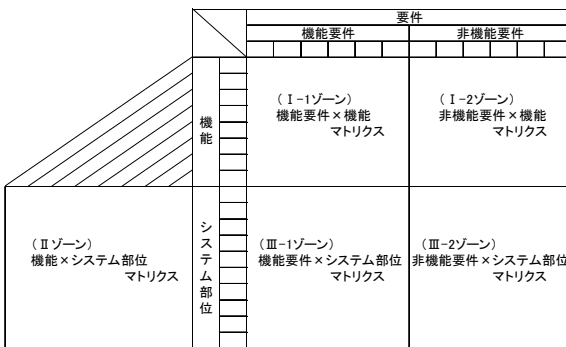 要件
機能要件
非機能要件
機能
(Ⅰ-1ゾーン)
機能要件×機能
マトリクス
(Ⅰ-2ゾーン)
非機能要件×機能
マトリクス
システム部位
(Ⅱゾーン)
機能×システム部位
マトリクス
(Ⅲ-1ゾーン)
機能要件×システム部位
マトリクス
(Ⅲ-2ゾーン)
非機能要件×システム部位
マトリクス